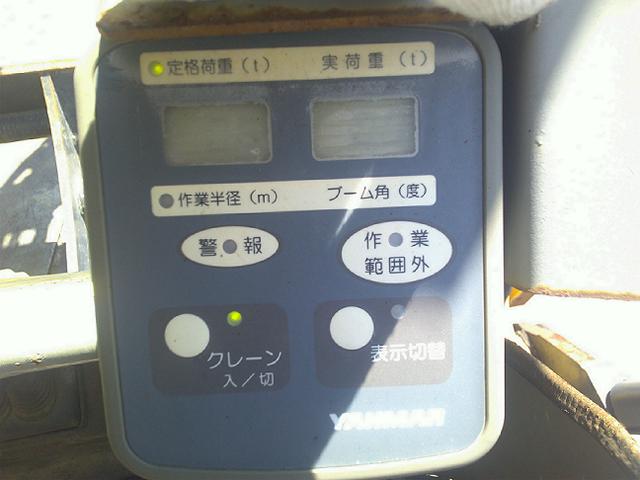 定格荷重(t) 実荷重(t)
作業半径(m) ブーム角(度)
警報
作業
範囲外
クレーン
入/切
表示切替
YANMAR